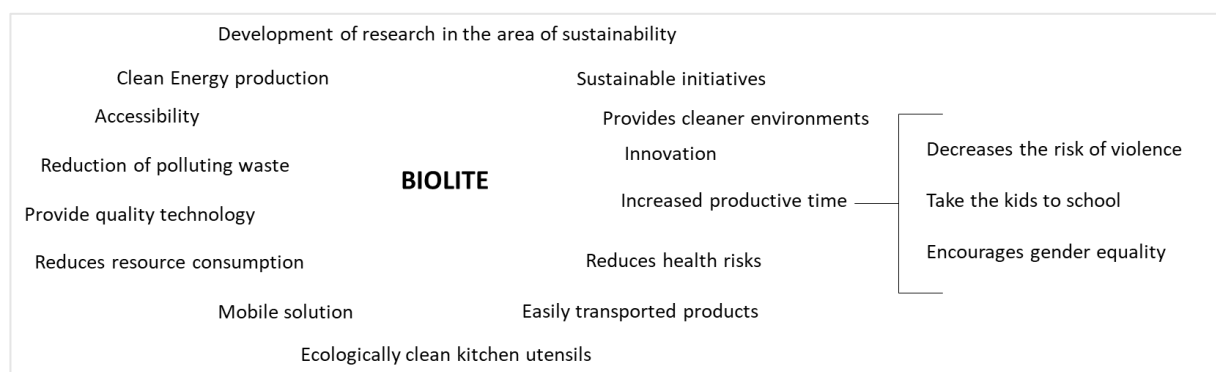 Development of research in the area of sustainability
Clean Energy production
Sustainable initiatives
Accessibility
Provides cleaner environments
Innovation
Decreases the risk of violence
Reduction of polluting waste
BIOLITE
Increased productive time
Take the kids to school
Provide quality technology
Encourages gender equality
Reduces resource consumption
Reduces health risks
Mobile solution
Easily transported products
Ecologically clean kitchen utensils